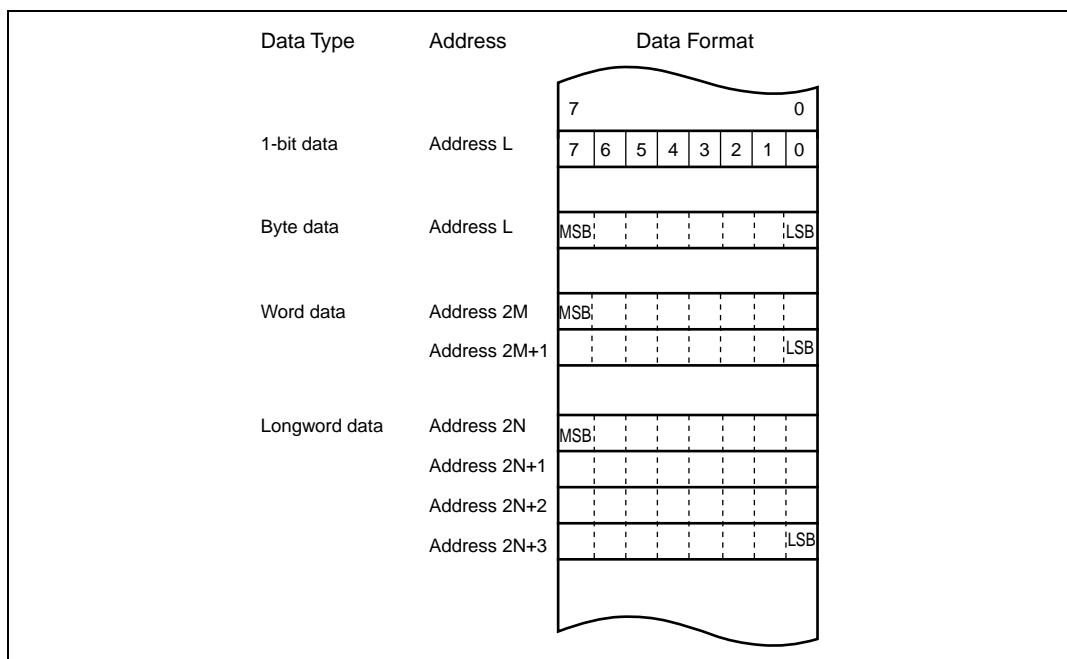 Data Type Address Data Format
7 0
1-bit data Address L 7 6 5 4 3 2 1 0
Byte data Address L MSB LSB
Word data Address 2M MSB
Address 2M+1 LSB
Longword data Address 2N MSB
Address 2N+1
Address 2N+2
Address 2N+3 LSB